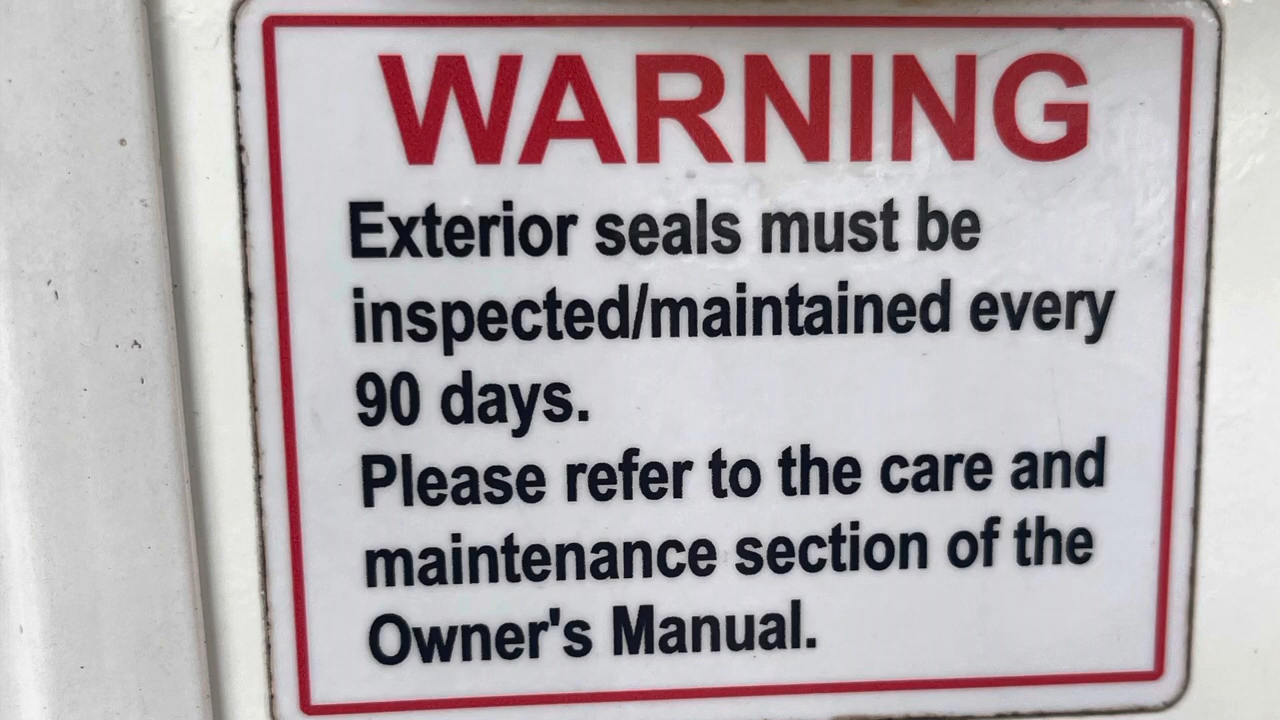 WARNING
Exterior seals must be
inspected/maintained every
90 days.
Please refer to the care and
maintenance section of the
Owner's Manual.